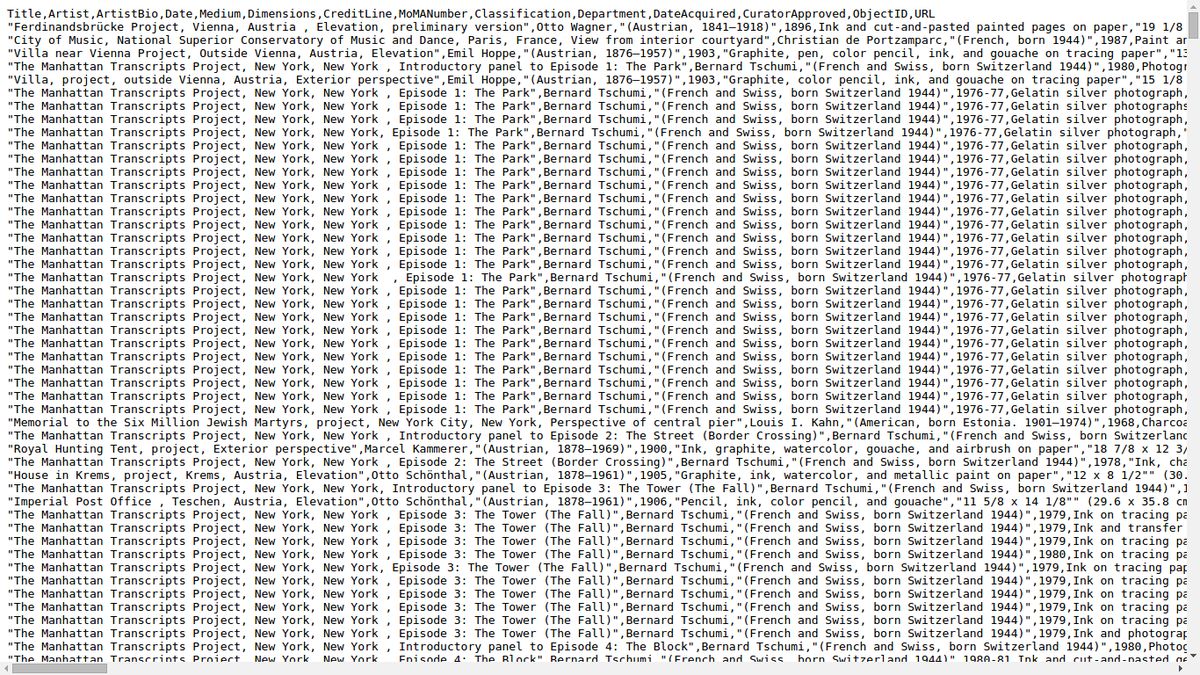 Title,Artist,ArtistBio,Date,Medium,Dimensions,CreditLine,MoMANumber,Classification,Department,DateAcquired,CuratorApproved,ObjectID,URL
"Ferdinandsbrücke Project, Vienna, Austria , Elevation, preliminary version",Otto Wagner,"(Austrian, 1841–1918)",1896,Ink and cut-and-pasted painted pages on paper,"19 1/8
"City of Music, National Superior Conservatory of Music and Dance, Paris, France, View from interior courtyard",Christian de Portzamparc,"(French, born 1944)",1987,Paint an
"Villa near Vienna Project, Outside Vienna, Austria, Elevation",Emil Hoppe,"(Austrian, 1876–1957)",1903,"Graphite, pen, color pencil, ink, and gouache on tracing paper","13
"The Manhattan Transcripts Project, New York, New York , Introductory panel to Episode 1: The Park",Bernard Tschumi,"(French and Swiss, born Switzerland 1944)",1980,Photogr
"Villa, project, outside Vienna, Austria, Exterior perspective",Emil Hoppe,"(Austrian, 1876–1957)",1903,"Graphite, color pencil, ink, and gouache on tracing paper","15 1/8
"The Manhattan Transcripts Project, New York, New York , Episode 1: The Park",Bernard Tschumi,"(French and Swiss, born Switzerland 1944)",1976-77,Gelatin silver photograph,
"The Manhattan Transcripts Project, New York, New York , Episode 1: The Park",Bernard Tschumi,"(French and Swiss, born Switzerland 1944)",1976-77,Gelatin silver photographs
"The Manhattan Transcripts Project, New York, New York , Episode 1: The Park",Bernard Tschumi,"(French and Swiss, born Switzerland 1944)",1976-77,Gelatin silver photograph,
"The Manhattan Transcripts Project, New York, New York, Episode 1: The Park",Bernard Tschumi,"(French and Swiss, born Switzerland 1944)",1976-77,Gelatin silver photograph,"
"The Manhattan Transcripts Project, New York, New York , Episode 1: The Park",Bernard Tschumi,"(French and Swiss, born Switzerland 1944)",1976-77,Gelatin silver photograph,
"The Manhattan Transcripts Project, New York, New York , Episode 1: The Park",Bernard Tschumi,"(French and Swiss, born Switzerland 1944)",1976-77,Gelatin silver photograph,
"The Manhattan Transcripts Project, New York, New York , Episode 1: The Park",Bernard Tschumi,"(French and Swiss, born Switzerland 1944)",1976-77,Gelatin silver photograph,
"The Manhattan Transcripts Project, New York, New York , Episode 1: The Park",Bernard Tschumi,"(French and Swiss, born Switzerland 1944)",1976-77,Gelatin silver photograph,
"The Manhattan Transcripts Project, New York, New York , Episode 1: The Park",Bernard Tschumi,"(French and Swiss, born Switzerland 1944)",1976-77,Gelatin silver photograph,
"The Manhattan Transcripts Project, New York, New York , Episode 1: The Park",Bernard Tschumi,"(French and Swiss, born Switzerland 1944)",1976-77,Gelatin silver photograph,
"The Manhattan Transcripts Project, New York, New York , Episode 1: The Park",Bernard Tschumi,"(French and Swiss, born Switzerland 1944)",1976-77,Gelatin silver photograph,
"The Manhattan Transcripts Project, New York, New York , Episode 1: The Park",Bernard Tschumi,"(French and Swiss, born Switzerland 1944)",1976-77,Gelatin silver photograph,
"The Manhattan Transcripts Project, New York, New York , Episode 1: The Park",Bernard Tschumi,"(French and Swiss, born Switzerland 1944)",1976-77,Gelatin silver photograph,
"The Manhattan Transcripts Project, New York, New York , Episode 1: The Park",Bernard Tschumi,"(French and Swiss, born Switzerland 1944)",1976-77,Gelatin silver photograph,
"The Manhattan Transcripts Project, New York, New York  , Episode 1: The Park",Bernard Tschumi,"(French and Swiss, born Switzerland 1944)",1976-77,Gelatin silver photograph
"The Manhattan Transcripts Project, New York, New York , Episode 1: The Park",Bernard Tschumi,"(French and Swiss, born Switzerland 1944)",1976-77,Gelatin silver photograph,
"The Manhattan Transcripts Project, New York, New York , Episode 1: The Park",Bernard Tschumi,"(French and Swiss, born Switzerland 1944)",1976-77,Gelatin silver photograph,
"The Manhattan Transcripts Project, New York, New York , Episode 1: The Park",Bernard Tschumi,"(French and Swiss, born Switzerland 1944)",1976-77,Gelatin silver photograph,
"The Manhattan Transcripts Project, New York, New York , Episode 1: The Park",Bernard Tschumi,"(French and Swiss, born Switzerland 1944)",1976-77,Gelatin silver photograph,
"The Manhattan Transcripts Project, New York, New York , Episode 1: The Park",Bernard Tschumi,"(French and Swiss, born Switzerland 1944)",1976-77,Gelatin silver photograph,
"The Manhattan Transcripts Project, New York, New York , Episode 1: The Park",Bernard Tschumi,"(French and Swiss, born Switzerland 1944)",1976-77,Gelatin silver photograph,
"The Manhattan Transcripts Project, New York, New York , Episode 1: The Park",Bernard Tschumi,"(French and Swiss, born Switzerland 1944)",1976-77,Gelatin silver photograph,
"The Manhattan Transcripts Project, New York, New York , Episode 1: The Park",Bernard Tschumi,"(French and Swiss, born Switzerland 1944)",1976-77,Gelatin silver photograph,
"The Manhattan Transcripts Project, New York, New York , Episode 1: The Park",Bernard Tschumi,"(French and Swiss, born Switzerland 1944)",1976-77,Gelatin silver photograph,
"The Manhattan Transcripts Project, New York, New York , Episode 1: The Park",Bernard Tschumi,"(French and Swiss, born Switzerland 1944)",1976-77,Gelatin silver photograph,
"Memorial to the Six Million Jewish Martyrs, project, New York City, New York, Perspective of central pier",Louis I. Kahn,"(American, born Estonia. 1901–1974)",1968,Charcoa
"The Manhattan Transcripts Project, New York, New York , Introductory panel to Episode 2: The Street (Border Crossing)",Bernard Tschumi,"(French and Swiss, born Switzerland
"Royal Hunting Tent, project, Exterior perspective",Marcel Kammerer,"(Austrian, 1878–1969)",1900,"Ink, graphite, watercolor, gouache, and airbrush on paper","18 7/8 x 12 3/
"The Manhattan Transcripts Project, New York, New York , Episode 2: The Street (Border Crossing)",Bernard Tschumi,"(French and Swiss, born Switzerland 1944)",1978,"Ink, cha
"House in Krems, project, Krems, Austria, Elevation",Otto Schönthal,"(Austrian, 1878–1961)",1905,"Graphite, ink, watercolor, and metallic paint on paper","12 x 8 1/2"" (30.
"The Manhattan Transcripts Project, New York, New York, Introductory panel to Episode 3: The Tower (The Fall)",Bernard Tschumi,"(French and Swiss, born Switzerland 1944)",1
"Imperial Post Office , Teschen, Austria, Elevation",Otto Schönthal,"(Austrian, 1878–1961)",1906,"Pencil, ink, color pencil, and gouache","11 5/8 x 14 1/8"" (29.6 x 35.8 cm
"The Manhattan Transcripts Project, New York, New York , Episode 3: The Tower (The Fall)",Bernard Tschumi,"(French and Swiss, born Switzerland 1944)",1979,Ink on tracing pa
"The Manhattan Transcripts Project, New York, New York , Episode 3: The Tower (The Fall)",Bernard Tschumi,"(French and Swiss, born Switzerland 1944)",1979,Ink and transfer
"The Manhattan Transcripts Project, New York, New York , Episode 3: The Tower (The Fall)",Bernard Tschumi,"(French and Swiss, born Switzerland 1944)",1979,Ink on tracing pa
"The Manhattan Transcripts Project, New York, New York , Episode 3: The Tower (The Fall)",Bernard Tschumi,"(French and Swiss, born Switzerland 1944)",1980,Ink on tracing pa
"The Manhattan Transcripts Project, New York, New York, Episode 3: The Tower (The Fall)",Bernard Tschumi,"(French and Swiss, born Switzerland 1944)",1979,Ink on tracing pap
"The Manhattan Transcripts Project, New York, New York , Episode 3: The Tower (The Fall)",Bernard Tschumi,"(French and Swiss, born Switzerland 1944)",1979,Ink on tracing pa
"The Manhattan Transcripts Project, New York, New York , Episode 3: The Tower (The Fall)",Bernard Tschumi,"(French and Swiss, born Switzerland 1944)",1979,Ink on tracing pa
"The Manhattan Transcripts Project, New York, New York , Episode 3: The Tower (The Fall)",Bernard Tschumi,"(French and Swiss, born Switzerland 1944)",1979,Ink on tracing pa
"The Manhattan Transcripts Project, New York, New York , Episode 3: The Tower (The Fall)",Bernard Tschumi,"(French and Swiss, born Switzerland 1944)",1979,Ink on tracing pa
"The Manhattan Transcripts Project, New York, New York , Episode 3: The Tower (The Fall)",Bernard Tschumi,"(French and Swiss, born Switzerland 1944)",1979,Ink and photograp
"The Manhattan Transcripts Project, New York, New York , Introductory panel to Episode 4: The Block",Bernard Tschumi,"(French and Swiss, born Switzerland 1944)",1980,Photog
"The Manhattan Transcripts Project, New York, New York , Episode 4: The Block",Bernard Tschumi,"(French and Swiss, born Switzerland 1944)",1980-81,Ink and cut-and-pasted ge